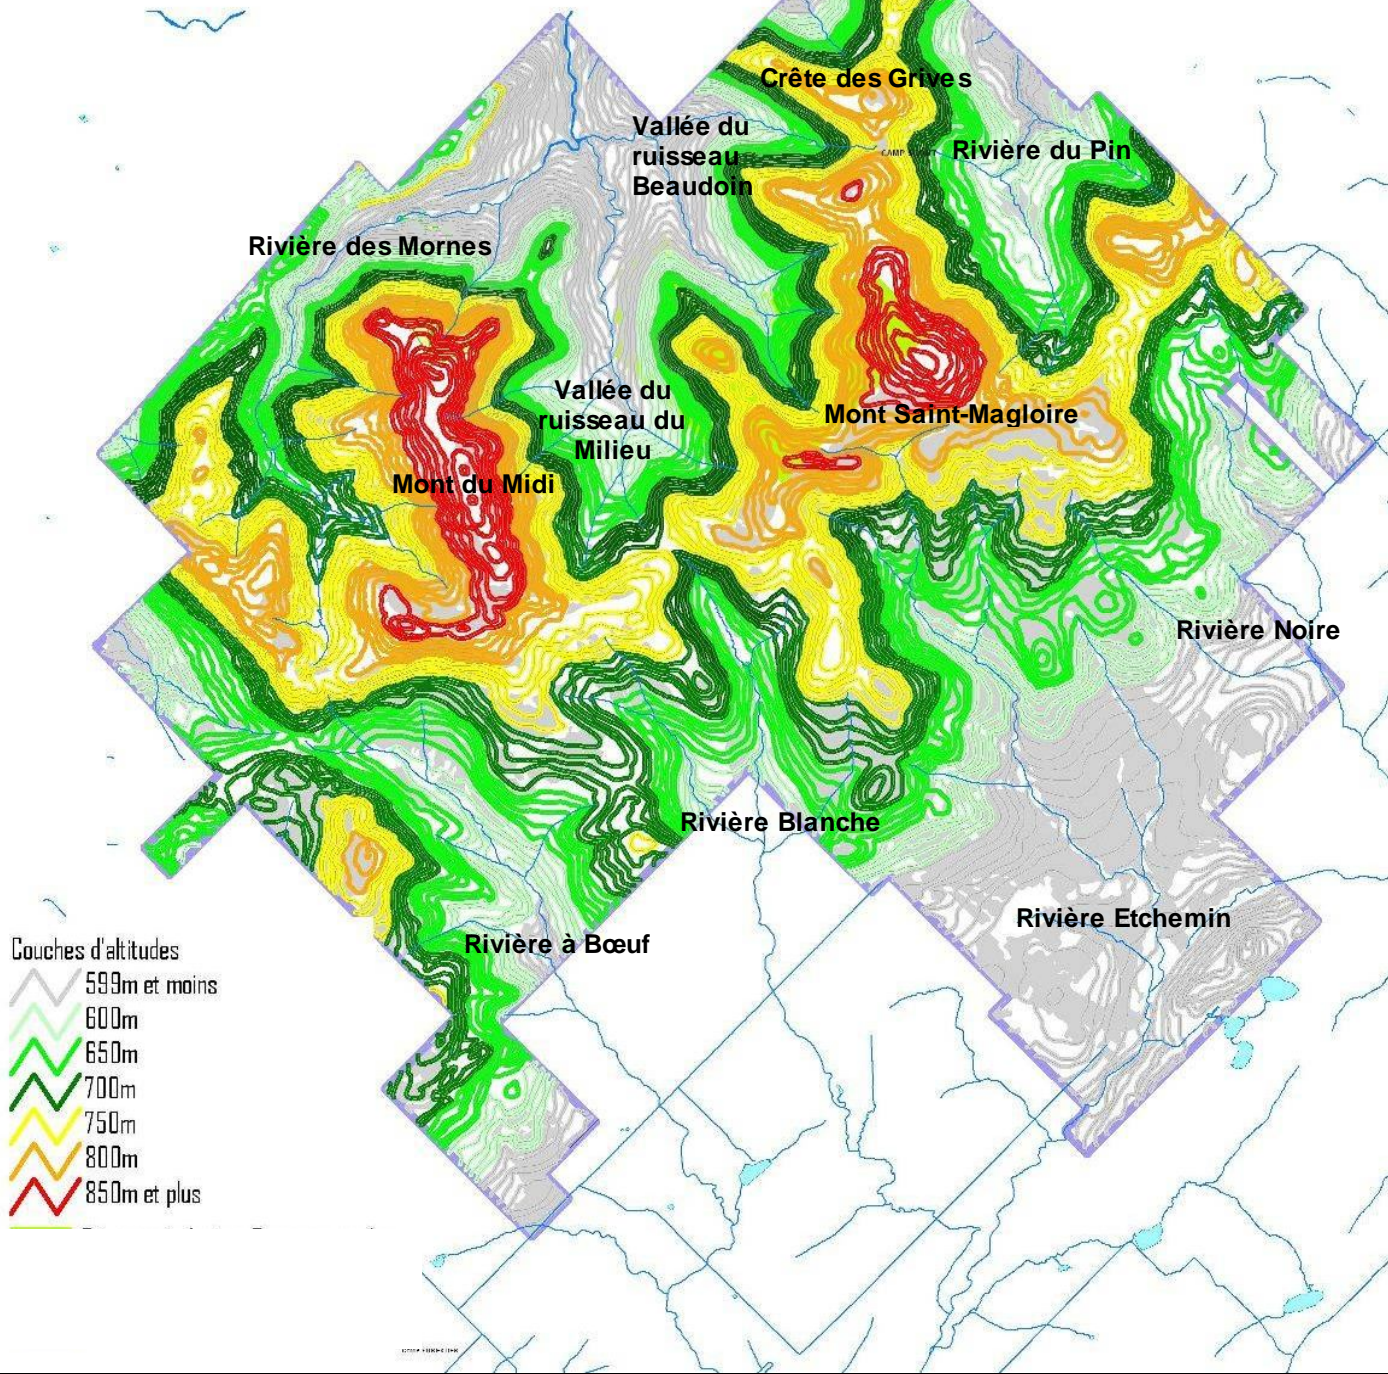 Crête des Grives
Vallée du
ruisseau
Beaudoin
CAMP
Rivière du Pin
Rivière des Mornes
Vallée du
ruisseau du
Milieu
Mont Saint-Magloire
Mont du Midi
Rivière Noire
Rivière Blanche
Rivière Etchemin
Rivière à Bœuf
Couches d'altitudes
599m et moins
600m
650m
700m
750m
800m
850m et plus